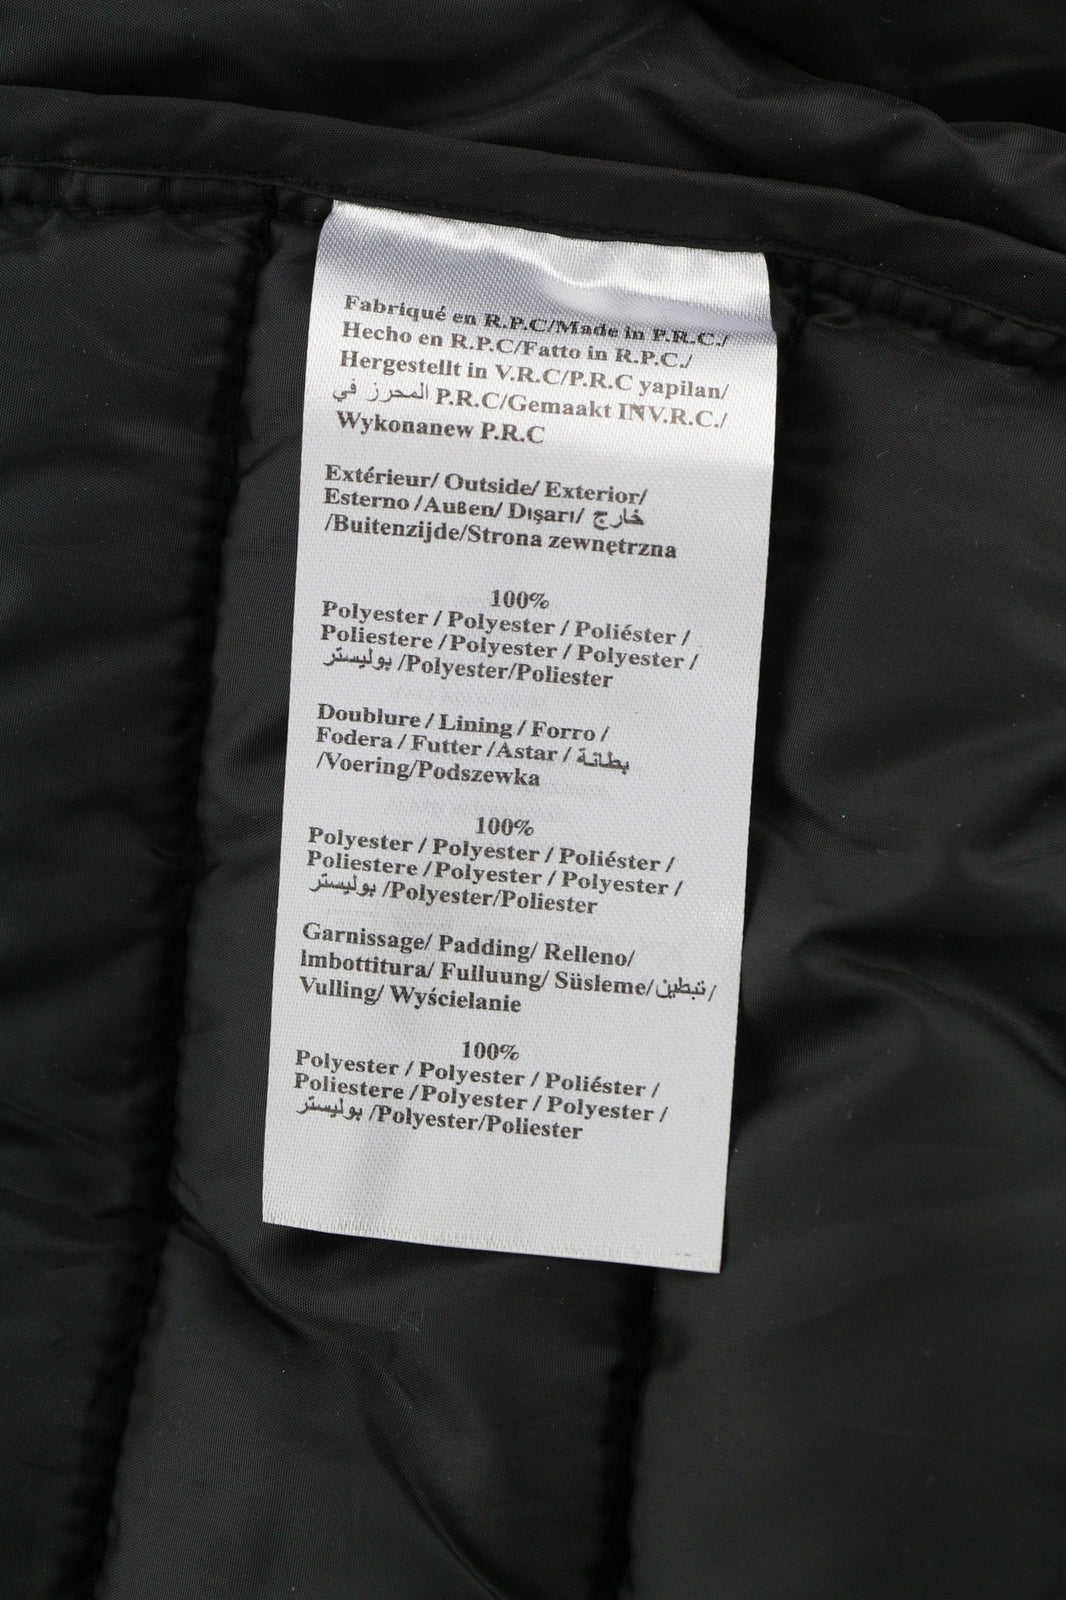 Fabriqué en R.P.C/Made in P.R.C./
Hecho en R.P.C/Fatto in R.P.C./
Hergestellt in V.R.C/P.R.C yapilan/
المحرز في P.R.C/Gemaakt INV.R.C./
Wykonanew P.R.C
Extérieur/ Outside/ Exterior/
Esterno /Außen/ Dışarı/ خارج
/Buitenzijde/Strona zewnętrzna
100%
Polyester / Polyester / Poliéster /
Poliestere / Polyester / Polyester /
بوليستر /Polyester/Poliester
Doublure / Lining / Forro /
Fodera / Futter /Astar / بطانة
/Voering/Podszewka
100%
Polyester / Polyester / Poliéster /
Poliestere / Polyester / Polyester /
بوليستر /Polyester/Poliester
Garnissage/ Padding/ Relleno/
Imbottitura/ Fulluung/ Süsleme/ تبطين /
Vulling/ Wyścielanie
100%
Polyester / Polyester / Poliéster /
Poliestere / Polyester / Polyester /
بوليستر /Polyester/Poliester